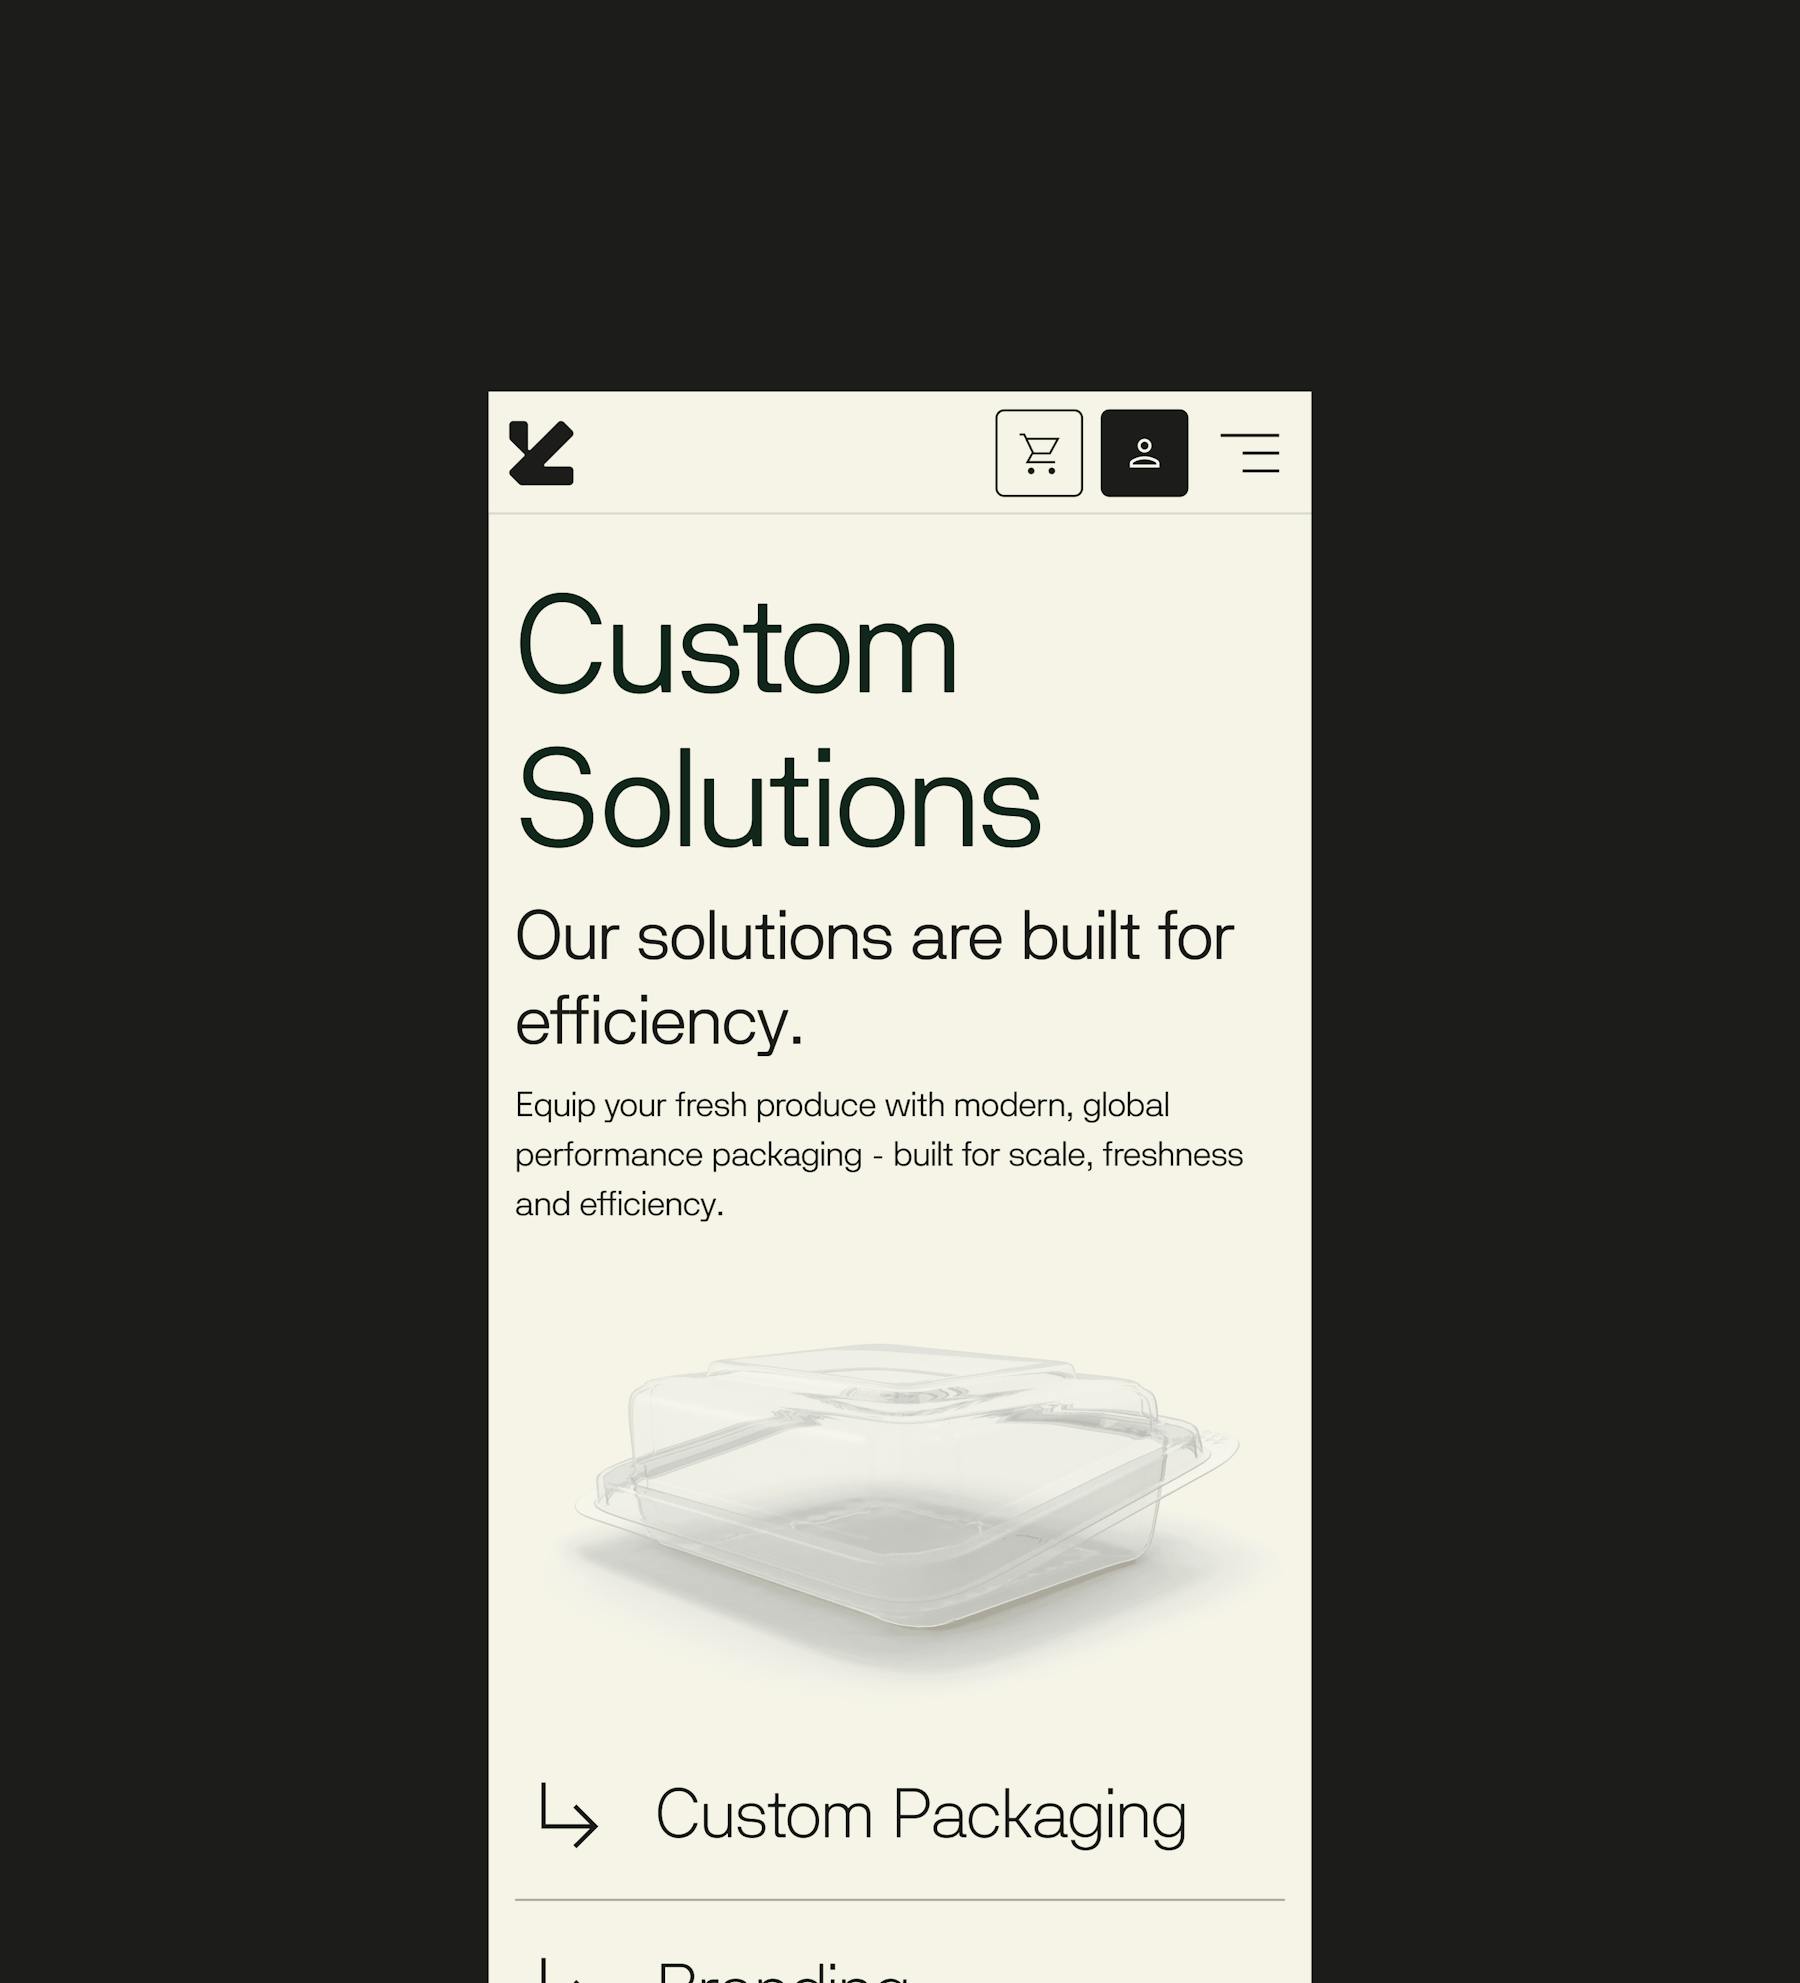 Custom
Solutions
Our solutions are built for
efficiency.
Equip your fresh produce with modern, global
performance packaging - built for scale, freshness
and efficiency.
Custom Packaging
Branding